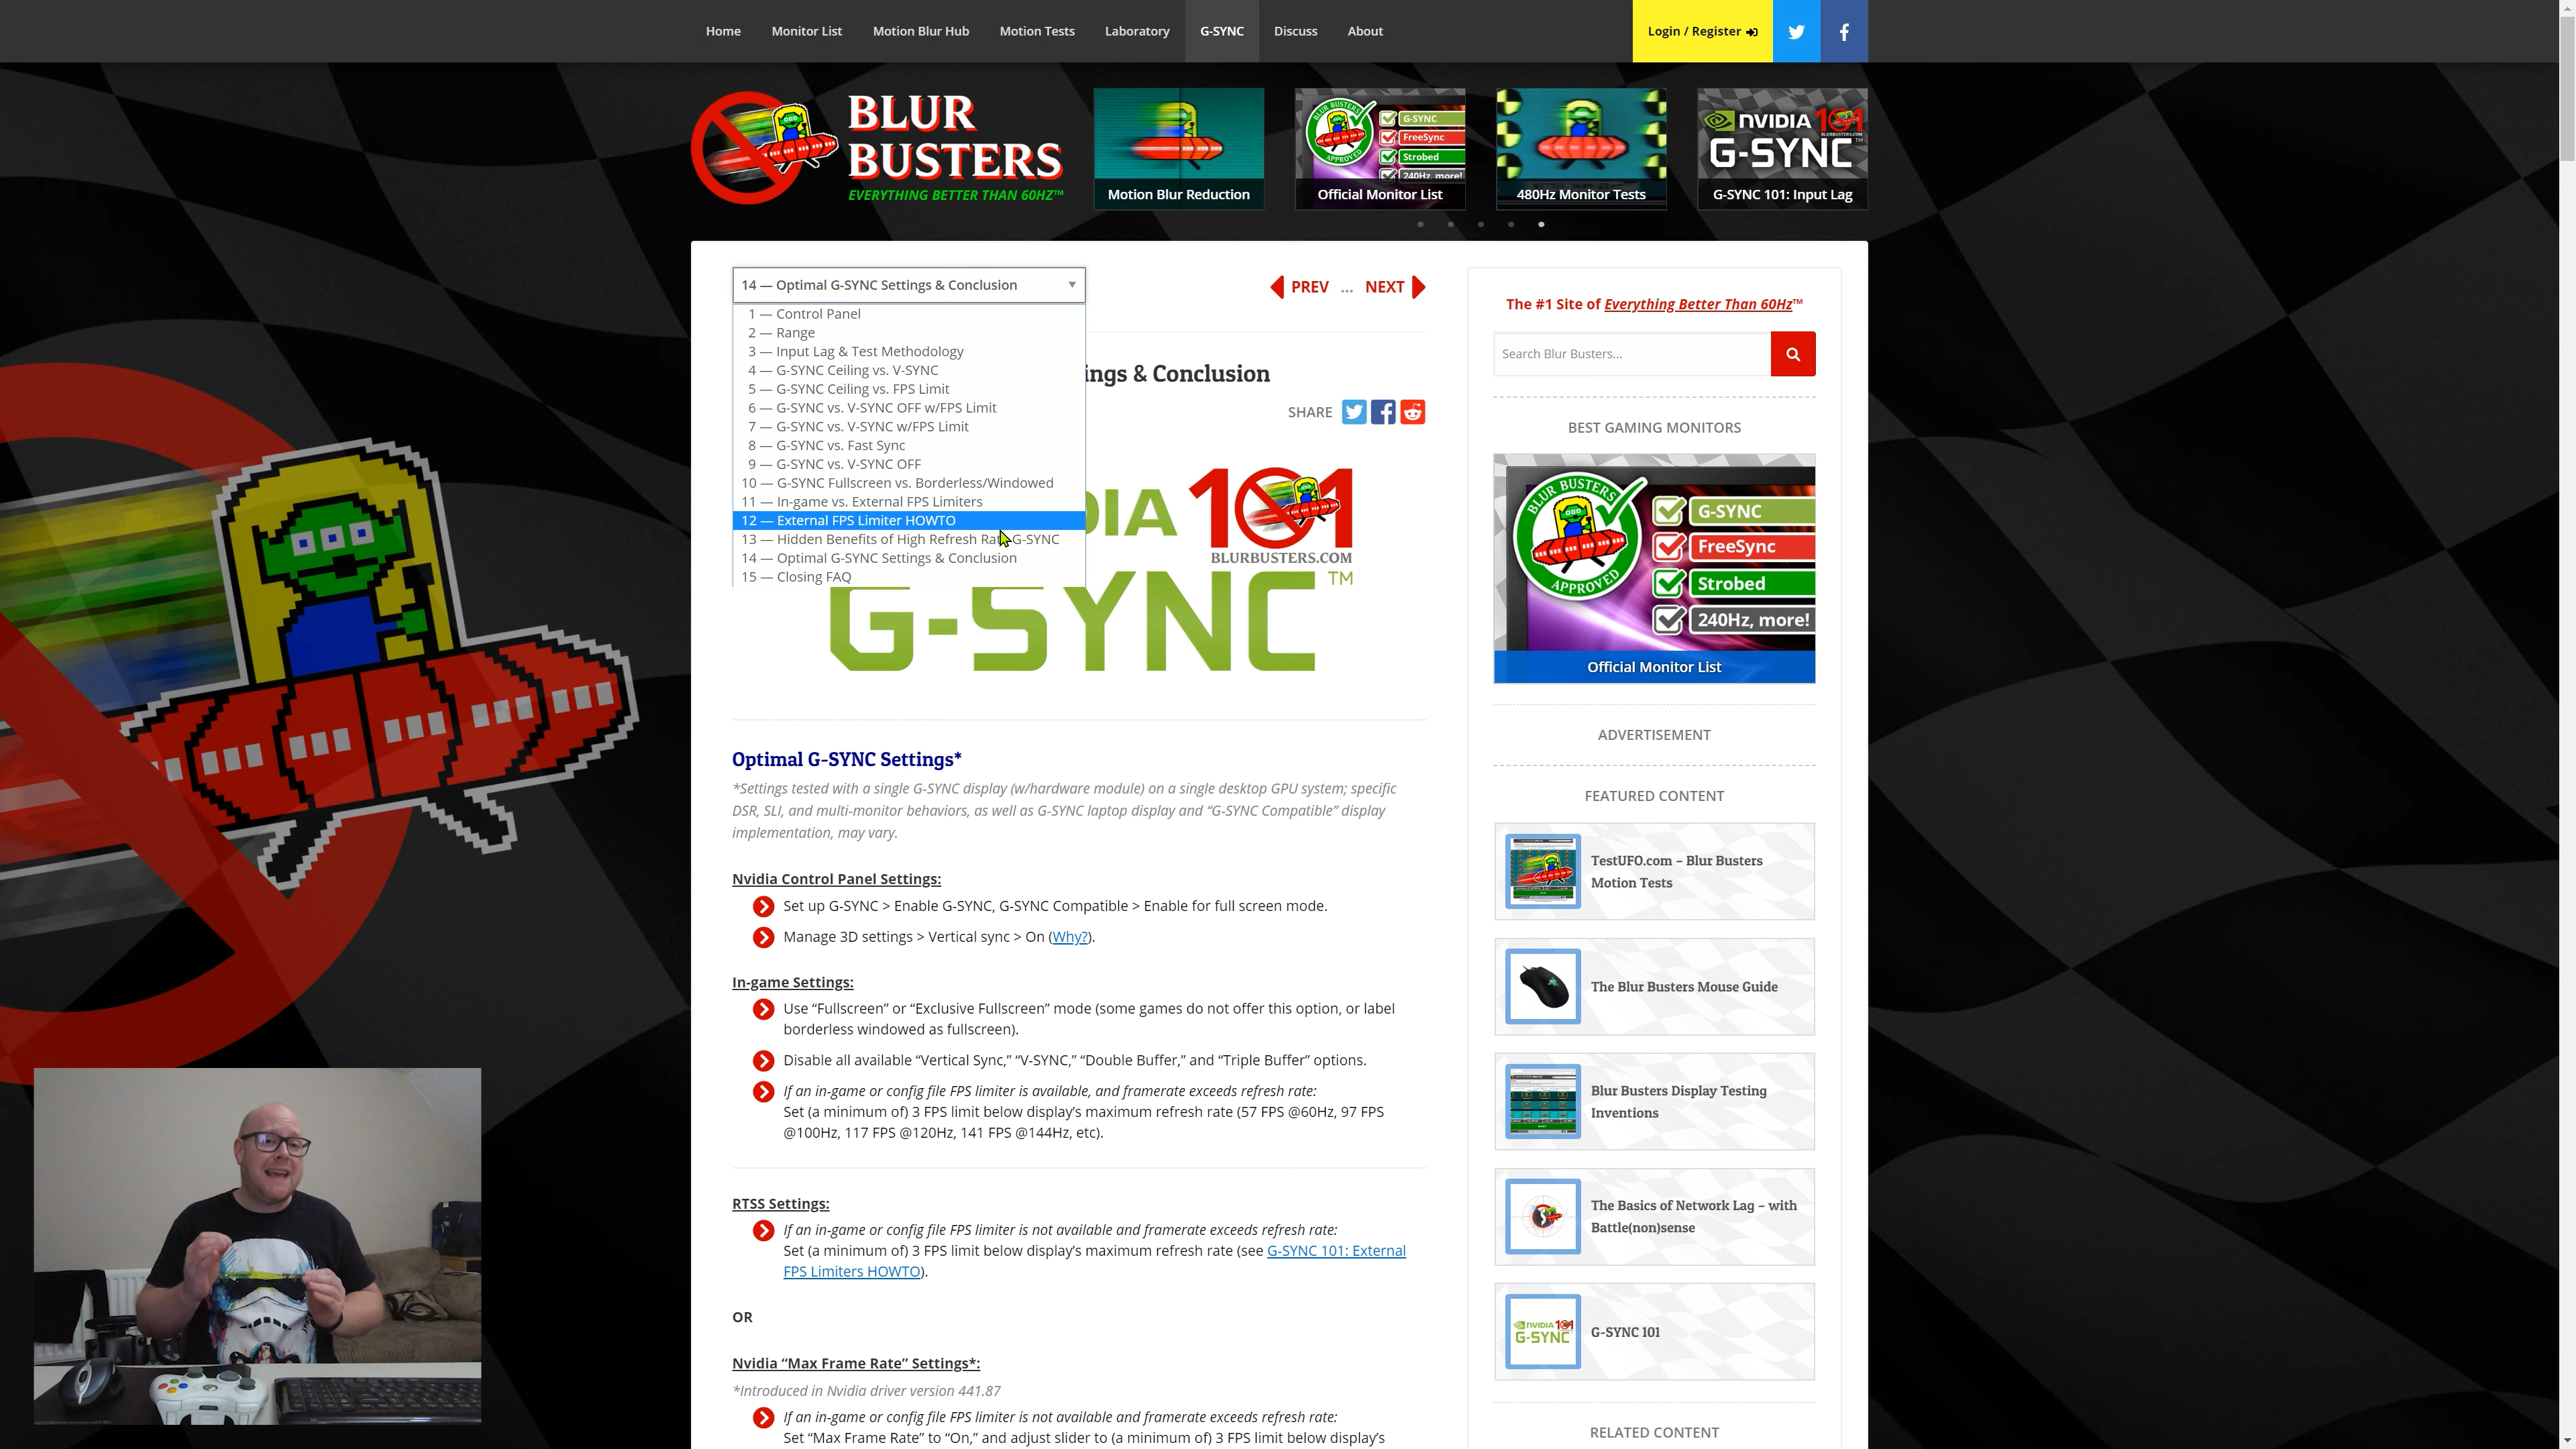 Home Monitor List Motion Blur Hub Motion Tests Laboratory G-SYNC Discuss About Login / Register
BLUR
BUSTERS
EVERYTHING BETTER THAN 60HZ™
Motion Blur Reduction
BLUR BUSTERS
APPROVED
G-SYNC
FreeSync
Strobed
240Hz, more!
Official Monitor List
480Hz Monitor Tests
NVIDIA 101
BLURBUSTERS.COM
G-SYNC™
G-SYNC 101: Input Lag
14 — Optimal G-SYNC Settings & Conclusion
PREV ... NEXT
1 — Control Panel
2 — Range
3 — Input Lag & Test Methodology
4 — G-SYNC Ceiling vs. V-SYNC
5 — G-SYNC Ceiling vs. FPS Limit
6 — G-SYNC vs. V-SYNC OFF w/FPS Limit
7 — G-SYNC vs. V-SYNC w/FPS Limit
8 — G-SYNC vs. Fast Sync
9 — G-SYNC vs. V-SYNC OFF
10 — G-SYNC Fullscreen vs. Borderless/Windowed
11 — In-game vs. External FPS Limiters
12 — External FPS Limiter HOWTO
13 — Hidden Benefits of High Refresh Rate G-SYNC
14 — Optimal G-SYNC Settings & Conclusion
15 — Closing FAQ
ings & Conclusion
SHARE
DIA 101
BLURBUSTERS.COM
G-SYNC™
Optimal G-SYNC Settings*
*Settings tested with a single G-SYNC display (w/hardware module) on a single desktop GPU system; specific
DSR, SLI, and multi-monitor behaviors, as well as G-SYNC laptop display and “G-SYNC Compatible” display
implementation, may vary.
Nvidia Control Panel Settings:
Set up G-SYNC > Enable G-SYNC, G-SYNC Compatible > Enable for full screen mode.
Manage 3D settings > Vertical sync > On (Why?).
In-game Settings:
Use “Fullscreen” or “Exclusive Fullscreen” mode (some games do not offer this option, or label
borderless windowed as fullscreen).
Disable all available “Vertical Sync,” “V-SYNC,” “Double Buffer,” and “Triple Buffer” options.
If an in-game or config file FPS limiter is available, and framerate exceeds refresh rate:
Set (a minimum of) 3 FPS limit below display’s maximum refresh rate (57 FPS @60Hz, 97 FPS
@100Hz, 117 FPS @120Hz, 141 FPS @144Hz, etc).
RTSS Settings:
If an in-game or config file FPS limiter is not available and framerate exceeds refresh rate:
Set (a minimum of) 3 FPS limit below display’s maximum refresh rate (see G-SYNC 101: External
FPS Limiters HOWTO).
OR
Nvidia “Max Frame Rate” Settings*:
*Introduced in Nvidia driver version 441.87
If an in-game or config file FPS limiter is not available and framerate exceeds refresh rate:
Set “Max Frame Rate” to “On,” and adjust slider to (a minimum of) 3 FPS limit below display’s
The #1 Site of Everything Better Than 60Hz™
Search Blur Busters...
BEST GAMING MONITORS
BLUR BUSTERS
APPROVED
G-SYNC
FreeSync
Strobed
240Hz, more!
Official Monitor List
ADVERTISEMENT
FEATURED CONTENT
TestUFO.com – Blur Busters
Motion Tests
The Blur Busters Mouse Guide
Blur Busters Display Testing
Inventions
The Basics of Network Lag – with
Battle(non)sense
NVIDIA 101
G-SYNC
G-SYNC 101
RELATED CONTENT